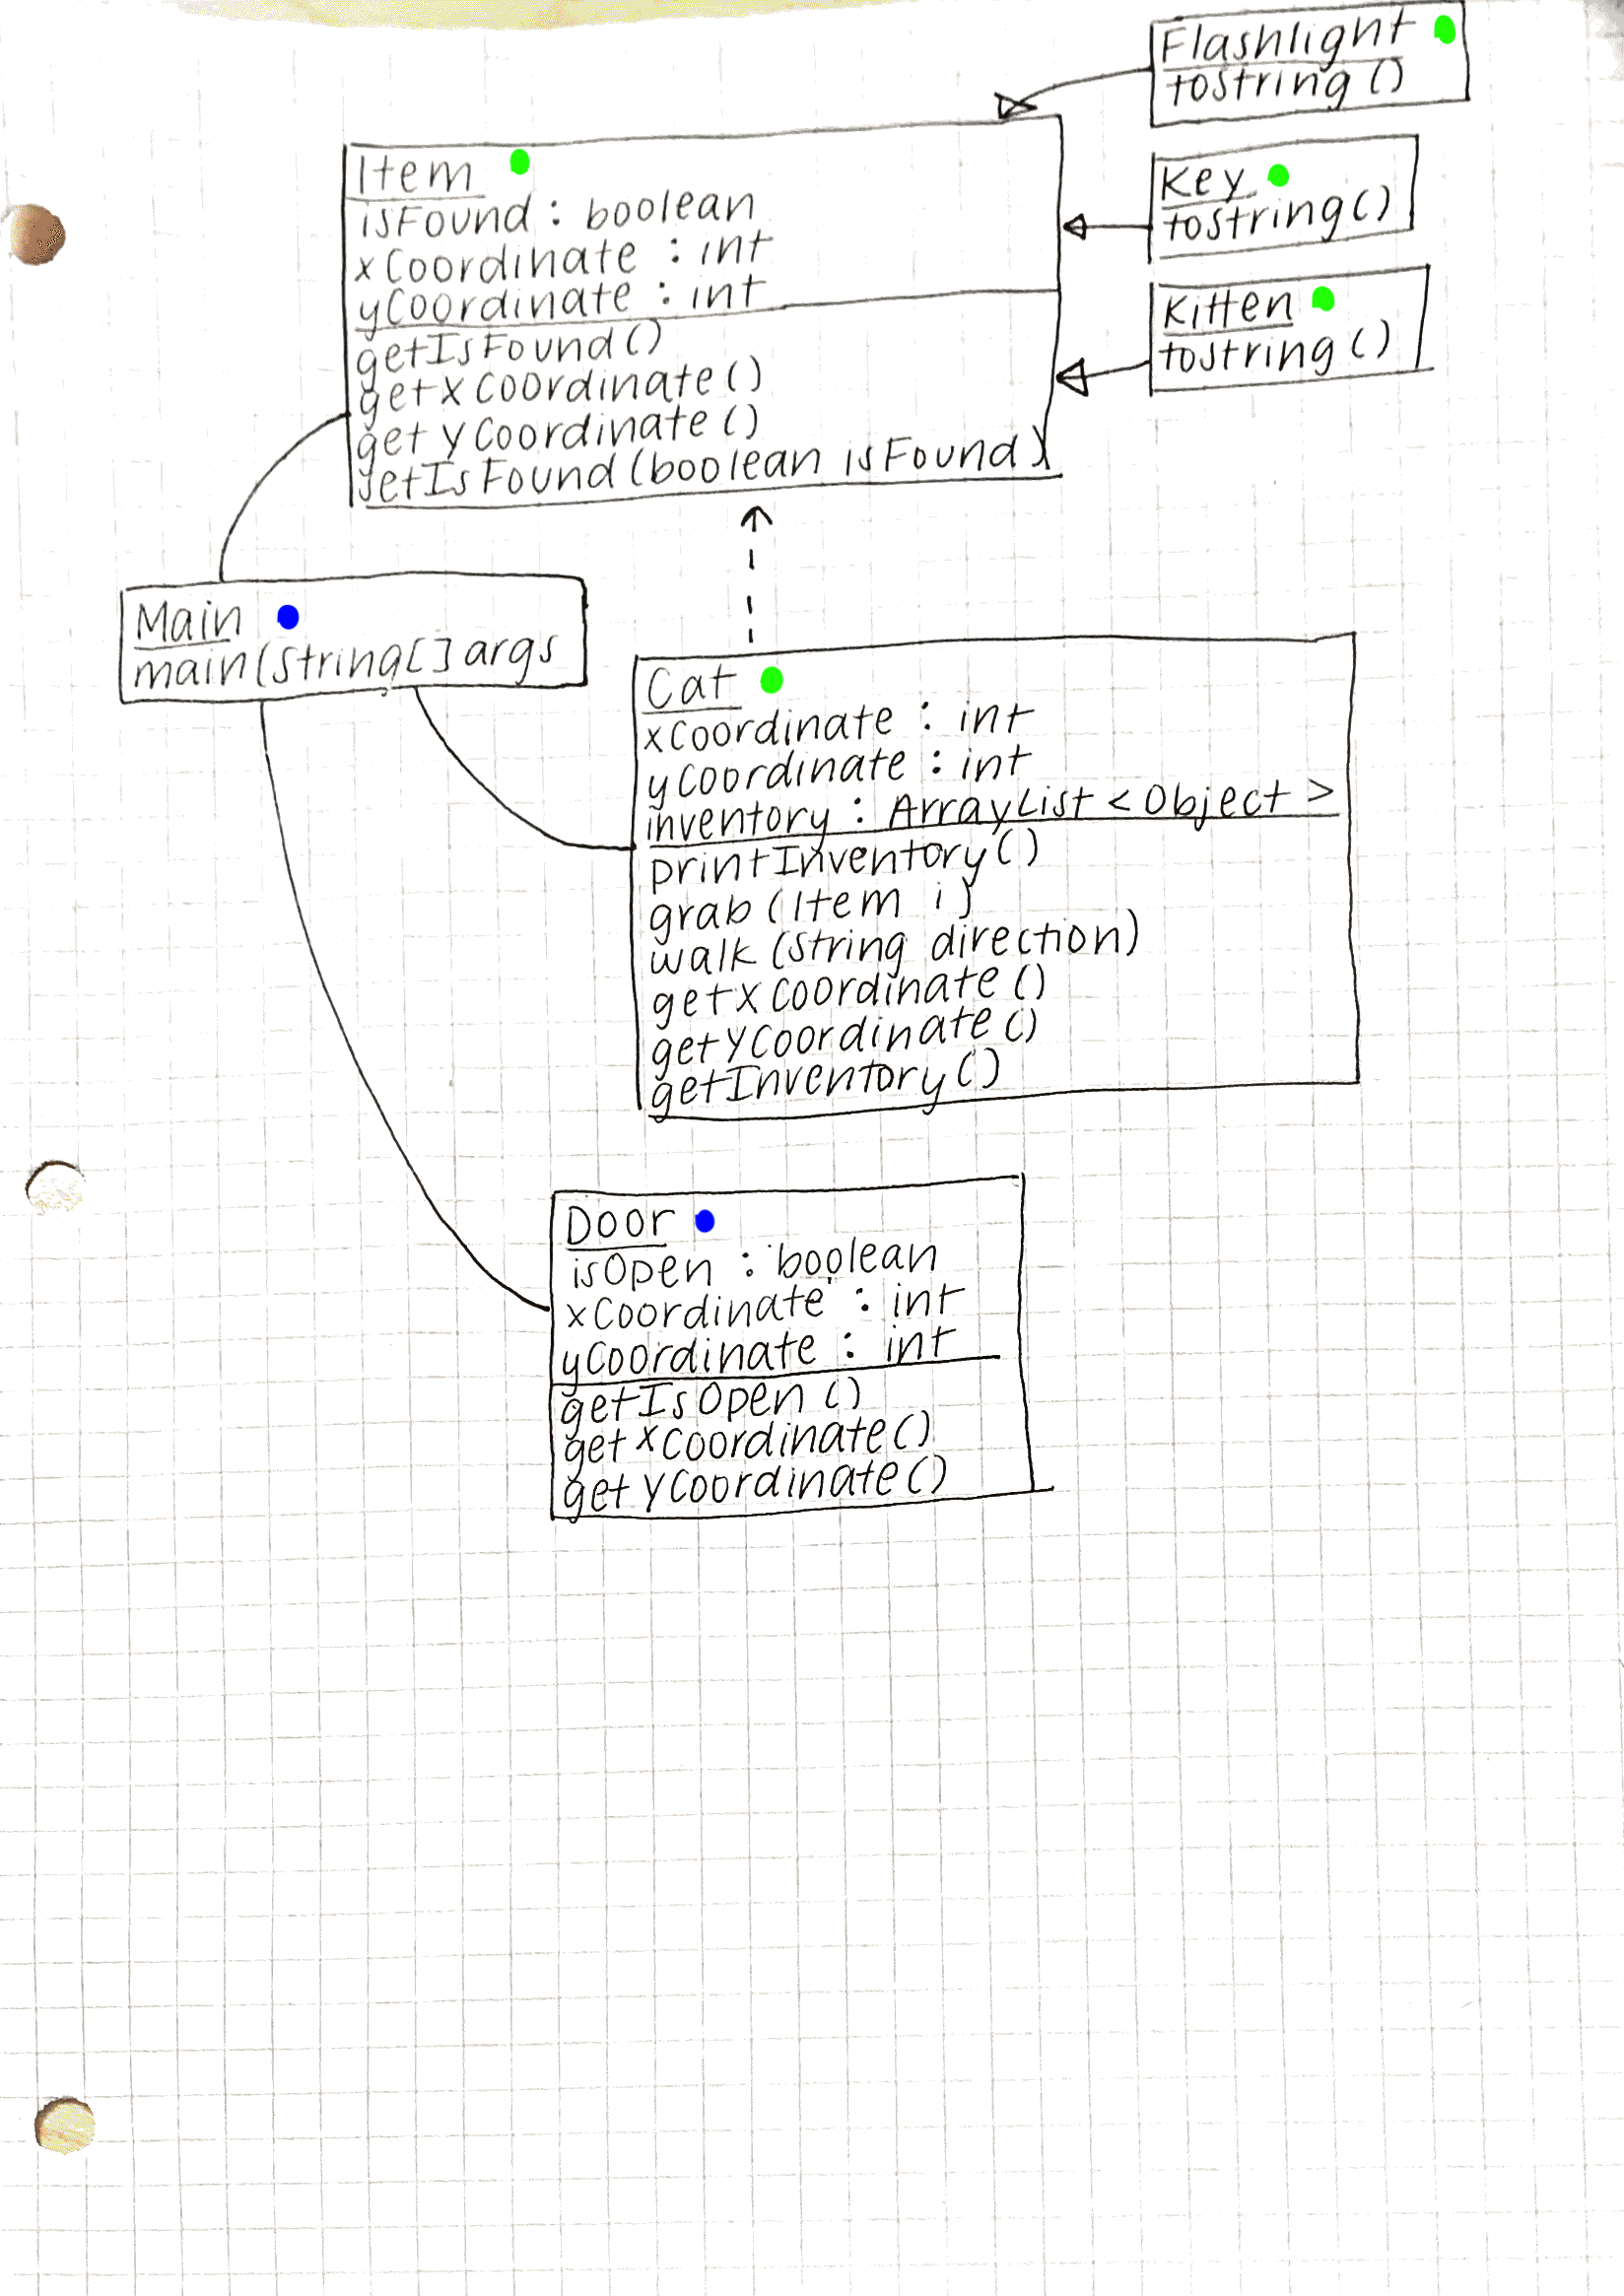 Flashlight
toString()
Item
isFound : boolean
xCoordinate : int
yCoordinate : int
getIsFound()
getXCoordinate()
getYCoordinate()
setIsFound(boolean isFound)
Key
toString()
Kitten
toString()
Main
main(String[] args
Cat
xCoordinate : int
yCoordinate : int
inventory : ArrayList <Object>
printInventory()
grab(Item i)
walk(String direction)
getXCoordinate()
getYCoordinate()
getInventory()
Door
isOpen : boolean
xCoordinate : int
yCoordinate : int
getIsOpen()
getXCoordinate()
getYCoordinate()